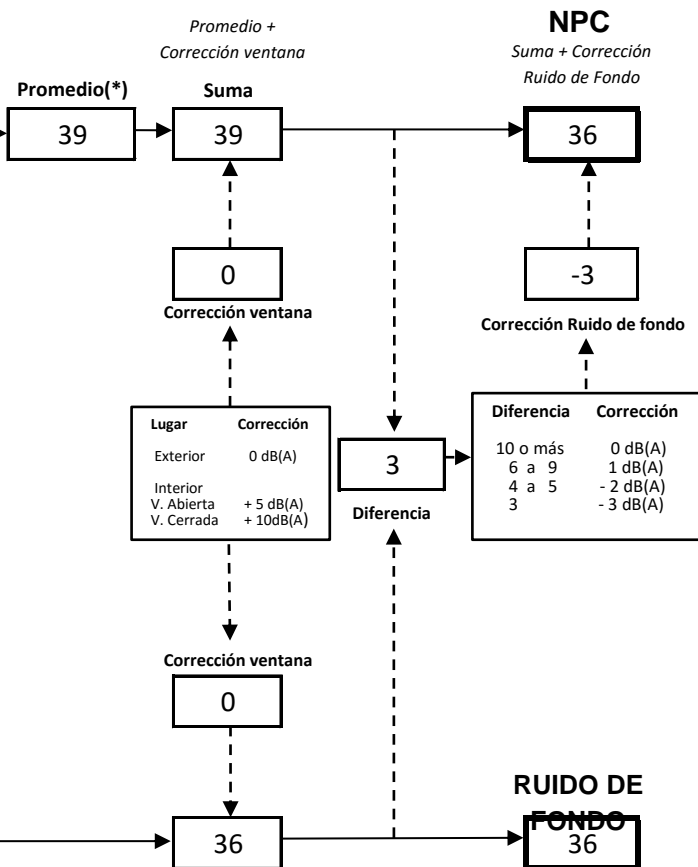 Promedio +
Corrección ventana
NPC
Suma + Corrección
Ruido de Fondo
Promedio(*)
Suma
39
39
36
0
-3
Corrección ventana
Corrección Ruido de fondo
Lugar Corrección
Exterior 0 dB(A)
Interior
V. Abierta + 5 dB(A)
V. Cerrada + 10dB(A)
3
Diferencia
Diferencia Corrección
10 o más 0 dB(A)
6 a 9 1 dB(A)
4 a 5 - 2 dB(A)
3 - 3 dB(A)
Corrección ventana
0
RUIDO DE
FONDO
36
36